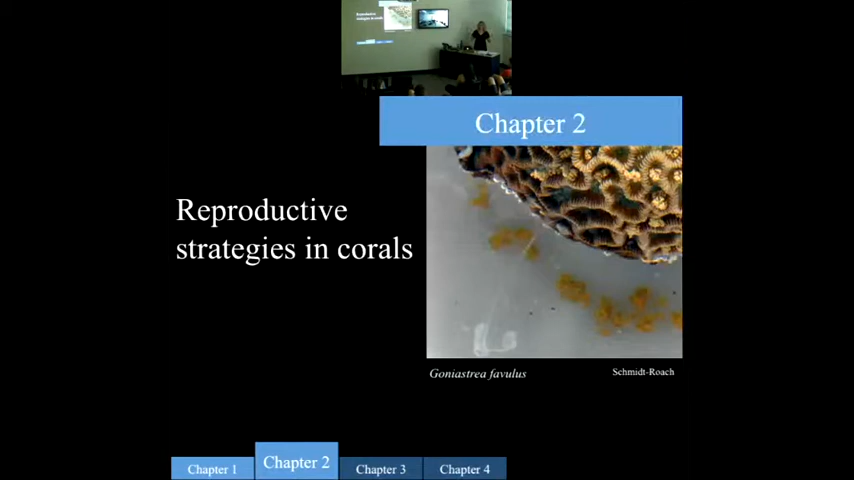 Chapter 2
Reproductive
strategies in corals
Goniastrea favulus
Schmidt-Roach
Chapter 1
Chapter 2
Chapter 3
Chapter 4